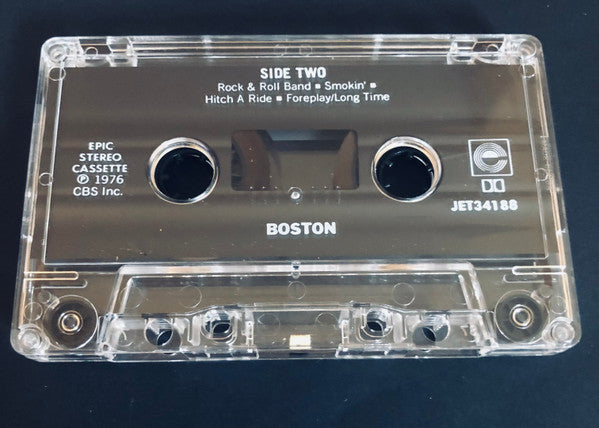 SIDE TWO
Rock & Roll Band ▪ Smokin' ▪
Hitch A Ride ▪ Foreplay/Long Time
EPIC
STEREO
CASSETTE
℗ 1976
CBS Inc.
JET34188
BOSTON